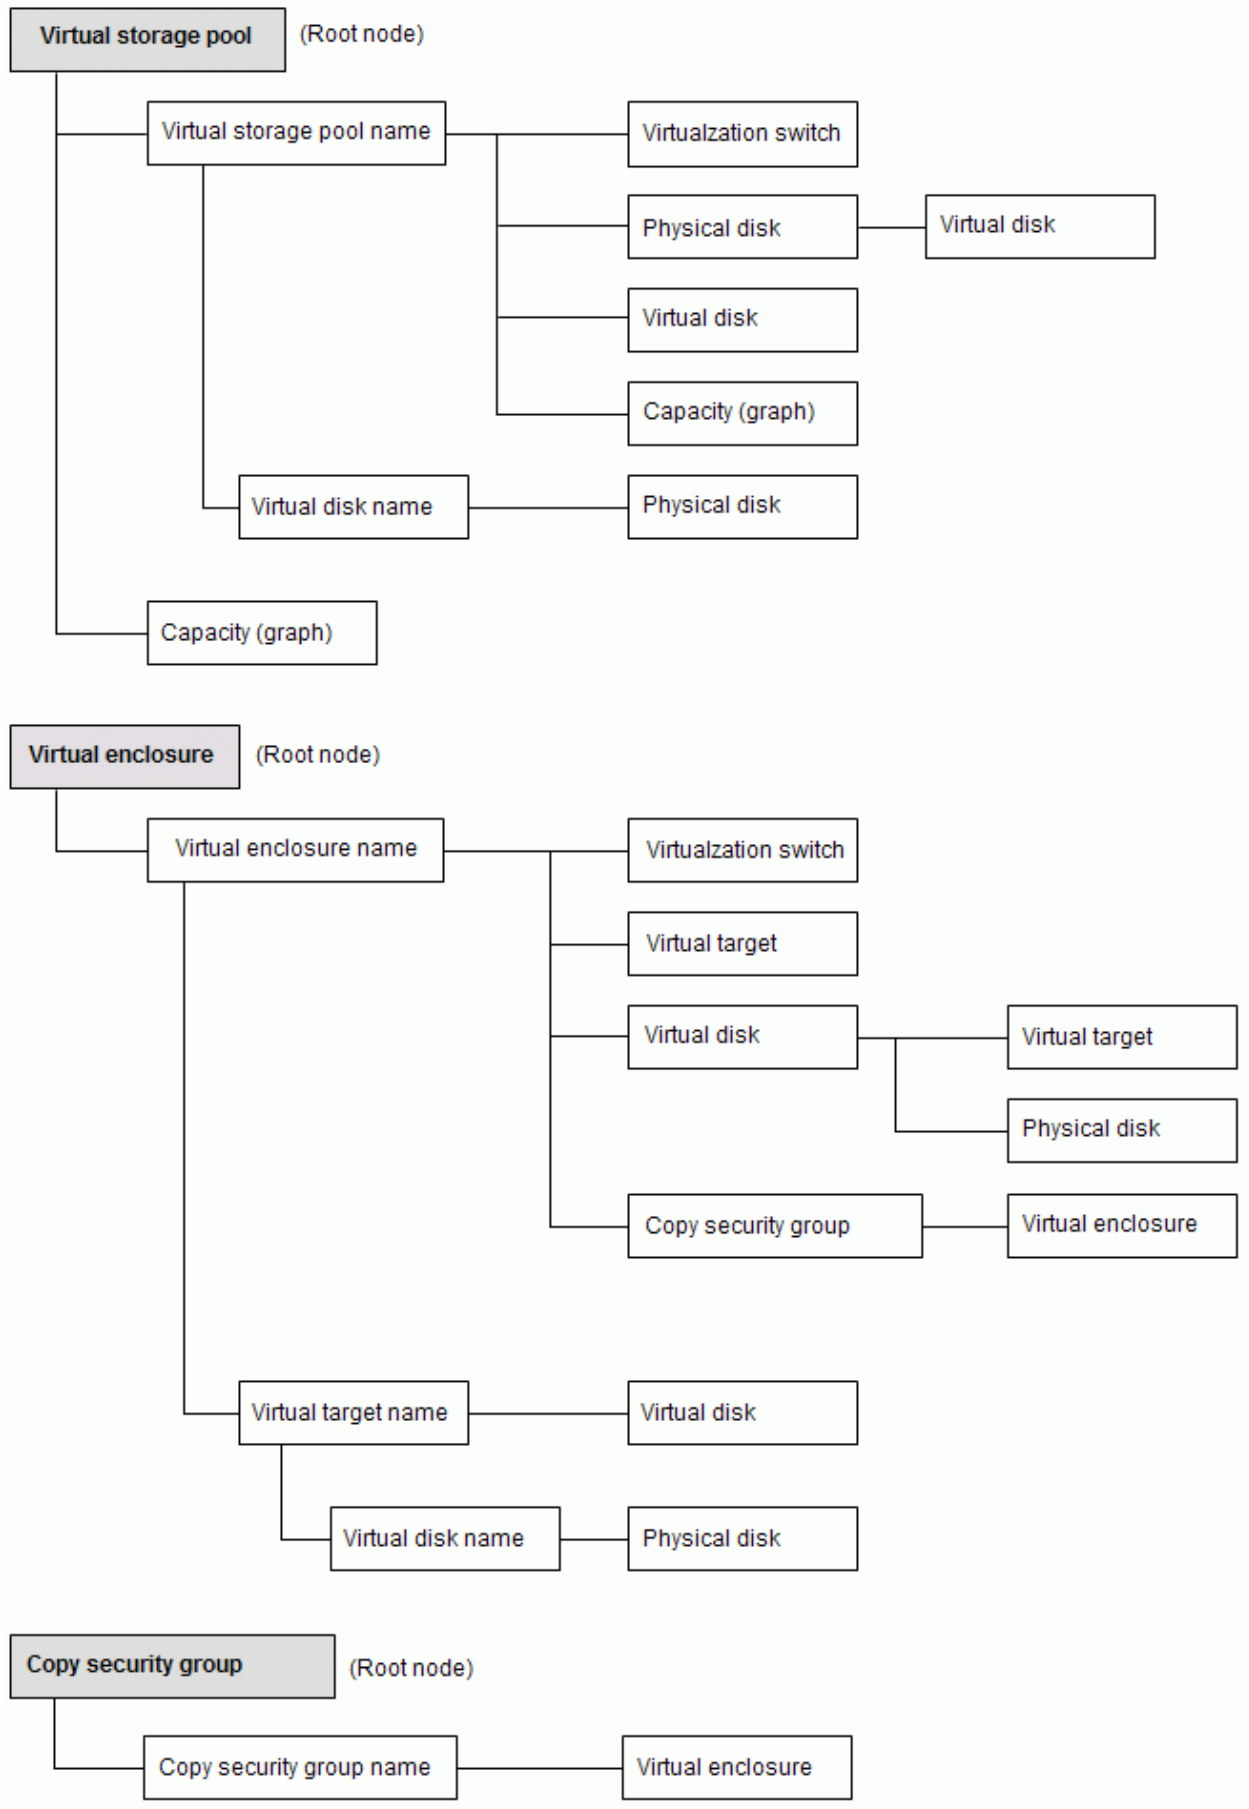 Virtual storage pool (Root node)
Virtual storage pool name
Virtualzation switch
Physical disk
Virtual disk
Virtual disk
Capacity (graph)
Virtual disk name
Physical disk
Capacity (graph)
Virtual enclosure (Root node)
Virtual enclosure name
Virtualzation switch
Virtual target
Virtual disk
Virtual target
Physical disk
Copy security group
Virtual enclosure
Virtual target name
Virtual disk
Virtual disk name
Physical disk
Copy security group (Root node)
Copy security group name
Virtual enclosure